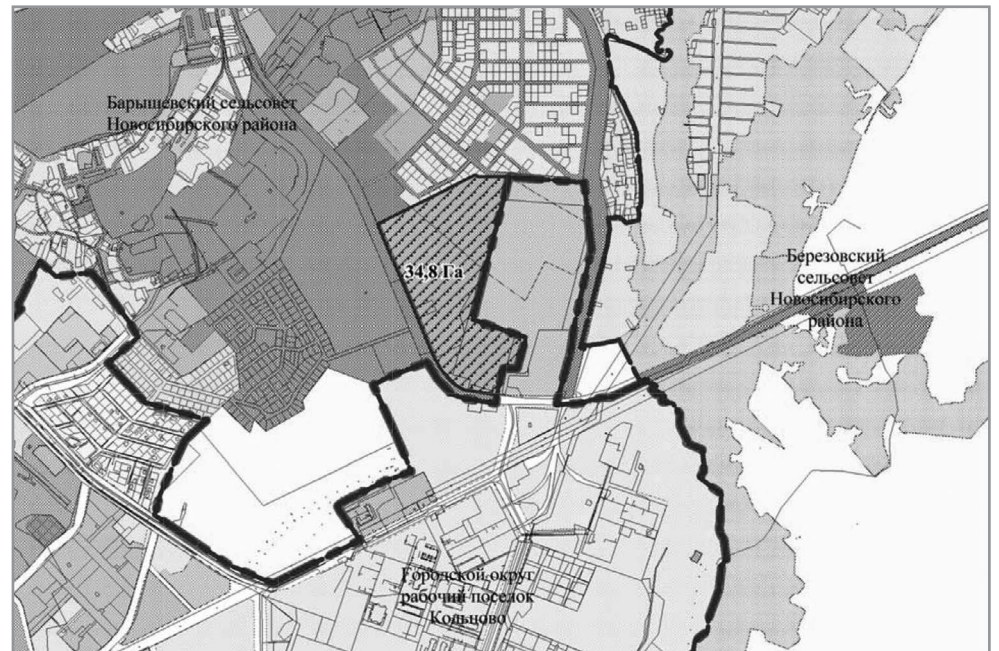 Барышевский сельсовет
Новосибирского района
34.8 Га
Березовский
сельсовет
Новосибирского
района
Городской округ
рабочий поселок
Кольцово